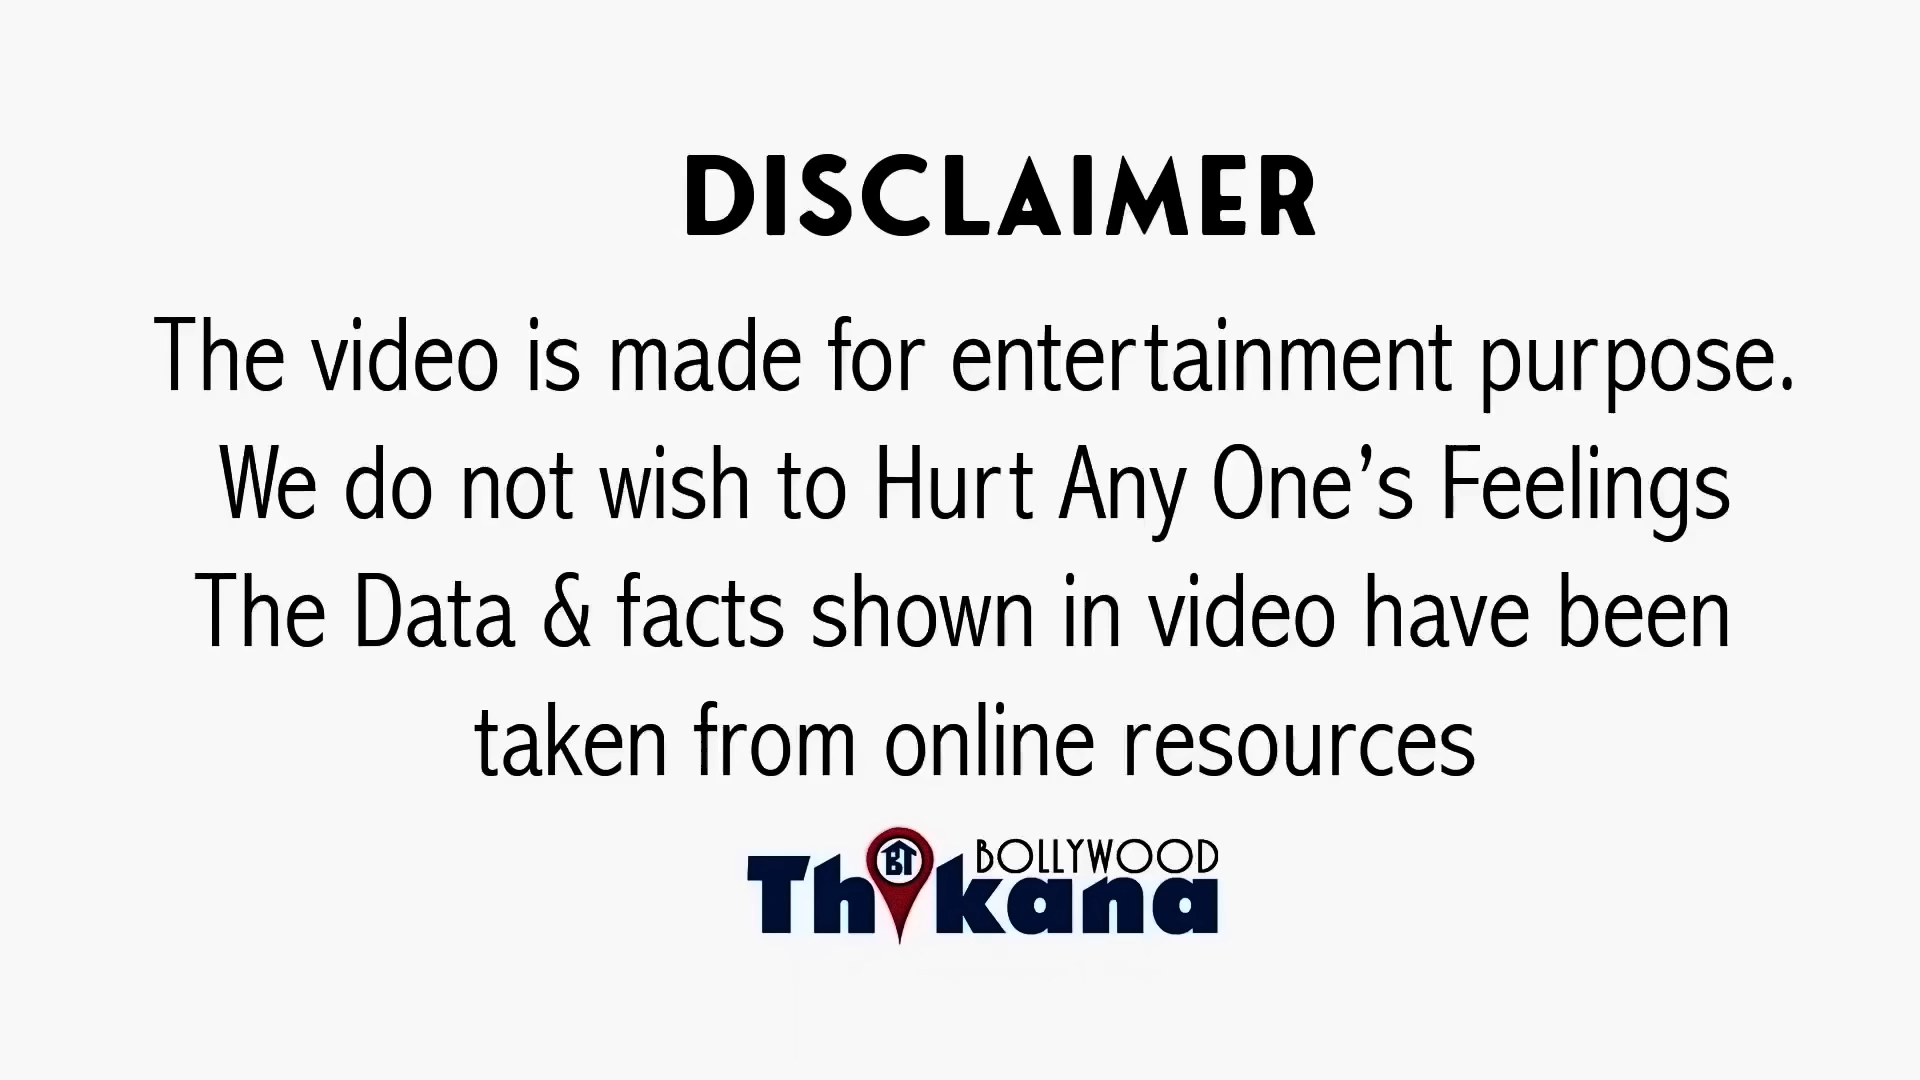 DISCLAIMER
The video is made for entertainment purpose.
We do not wish to Hurt Any One’s Feelings
The Data & facts shown in video have been
taken from online resources
BT
BOLLYWOOD
Thikana